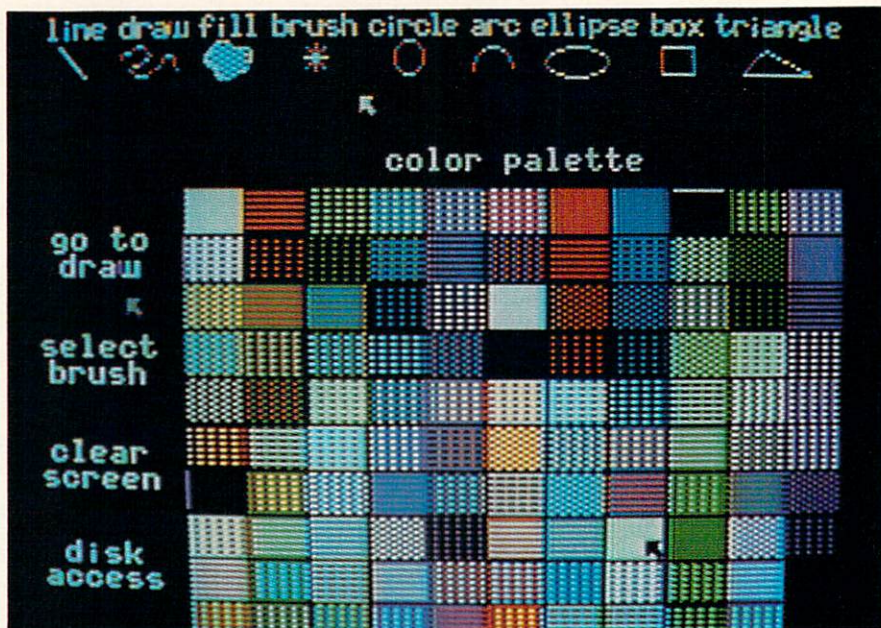 line draw fill brush circle arc ellipse box triangle
color palette
go to
draw
select
brush
clear
screen
disk
access